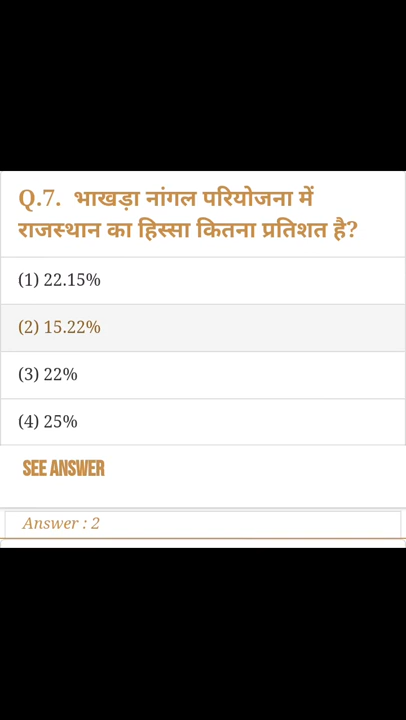 Q.7. भाखड़ा नांगल परियोजना में
राजस्थान का हिस्सा कितना प्रतिशत है?
(1) 22.15%
(2) 15.22%
(3) 22%
(4) 25%
SEE ANSWER
Answer : 2